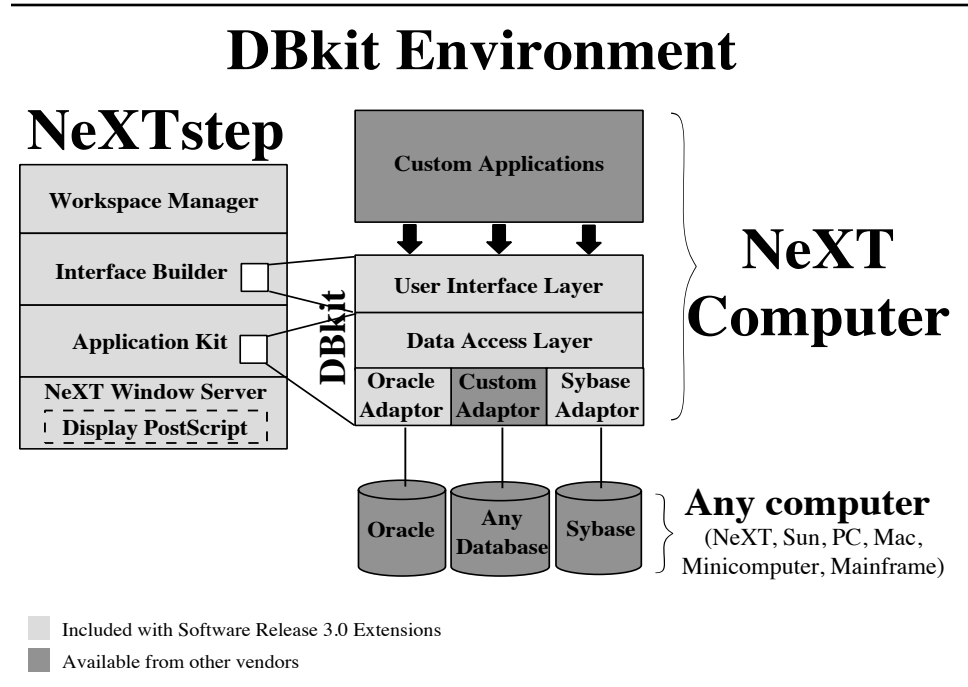 DBkit Environment
NeXTstep
Workspace Manager
Interface Builder
Application Kit
NeXT Window Server
Display PostScript
DBkit
Custom Applications
User Interface Layer
Data Access Layer
Oracle
Adaptor
Custom
Adaptor
Sybase
Adaptor
NeXT
Computer
Oracle
Any
Database
Sybase
Any computer
(NeXT, Sun, PC, Mac,
Minicomputer, Mainframe)
Included with Software Release 3.0 Extensions
Available from other vendors